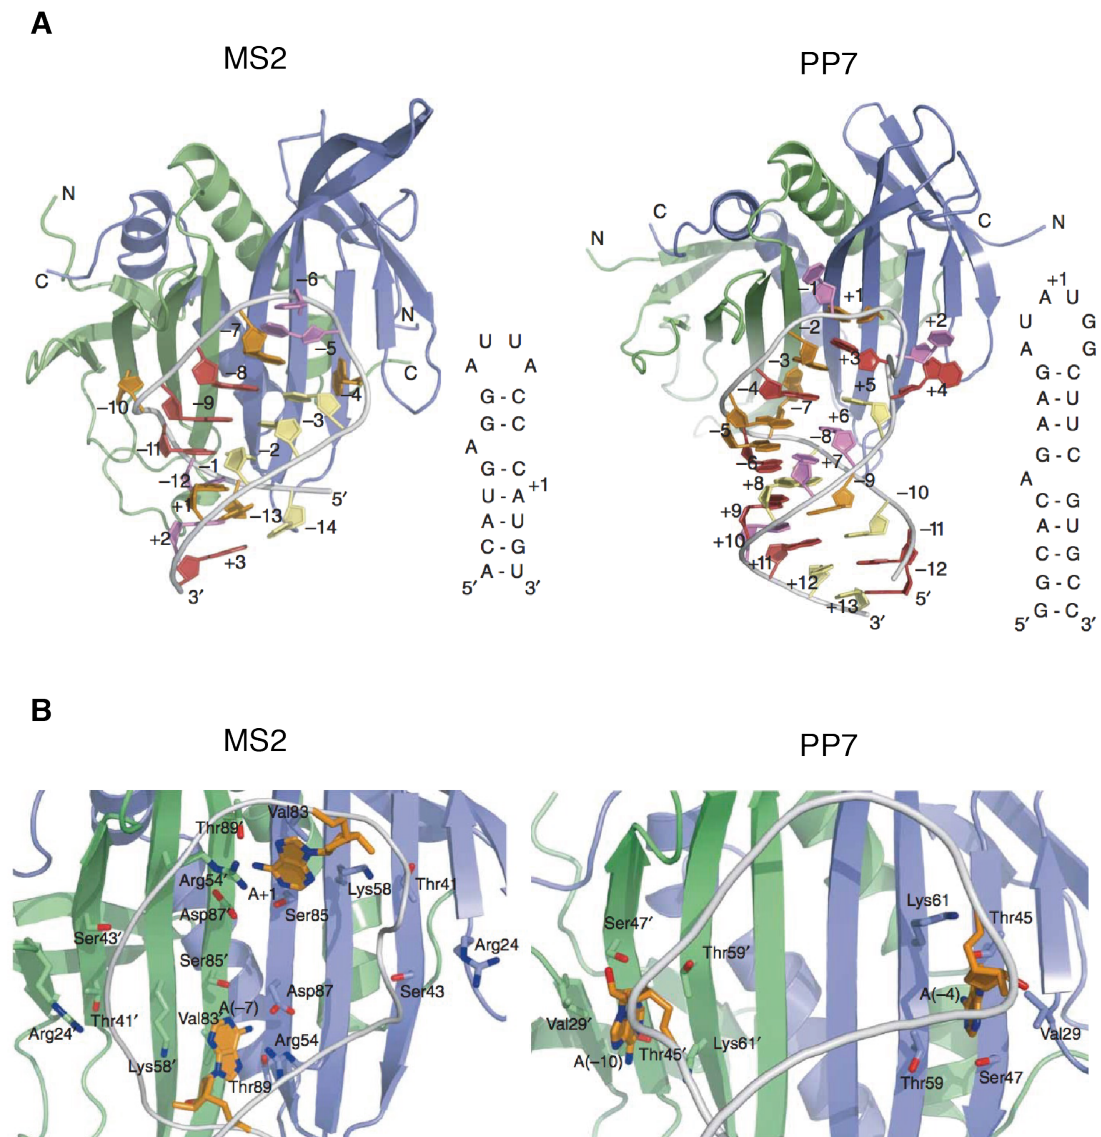 A
MS2
PP7
N
C
N
C
–6
–7
–5
–8
–4
–10
–9
–3
–11
–2
–1
–12
5′
+1
–13
–14
+2
+3
3′
U U
A A
G - C
G - C
A
G C
U A +1
A U
C G
A - U
5′ 3′
N
C
C
N
–1
+1
–2
+2
–3
+3
–4
+5
+4
–7
+6
–5
–8
–6
+7
+8
–9
–10
+9
–11
+10
+11
–12
+12
5′
+13
3′
+1
A U
U G
A G
G - C
A - U
A - U
G - C
A
C - G
A - U
C - G
G - C
G - C
5′ 3′
B
MS2
PP7
Val83
Thr89′
Arg54′
A+1
Lys58
Thr41
Asp87′
Ser85
Ser43′
Arg24
Ser85′
Asp87
Ser43
Val83′
A(–7)
Arg24
Thr41′
Arg54
Lys58′
Thr89
Lys61
Ser47′
Thr45
Thr59′
A(–4)
Val29′
Val29
A(–10)
Thr45′
Lys61′
Thr59
Ser47